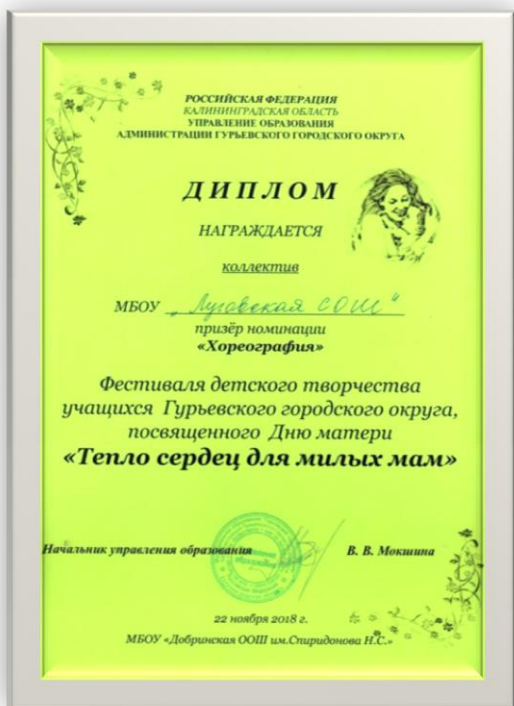 РОССИЙСКАЯ ФЕДЕРАЦИЯ
КАЛИНИНГРАДСКАЯ ОБЛАСТЬ
УПРАВЛЕНИЕ ОБРАЗОВАНИЯ
АДМИНИСТРАЦИИ ГУРЬЕВСКОГО ГОРОДСКОГО ОКРУГА
ДИПЛОМ
НАГРАЖДАЕТСЯ
коллектив
МБОУ „Луговская СОШ"
призёр номинации
«Хореография»
Фестиваля детского творчества
учащихся Гурьевского городского округа,
посвященного Дню матери
«Тепло сердец для милых мам»
Начальник управления образования В. В. Мокшина
22 ноября 2018 г.
МБОУ «Добринская ООШ им.Спиридонова Н.С.»